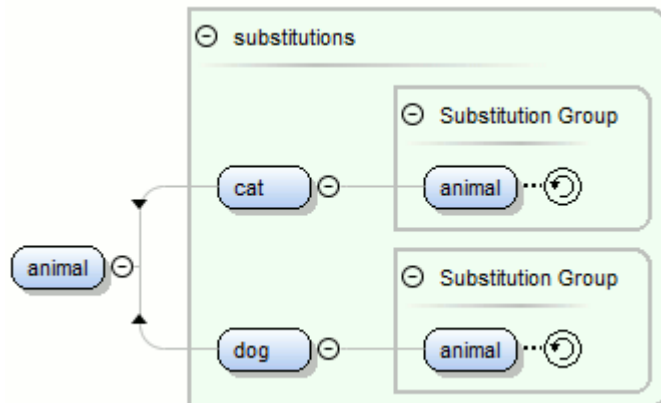 substitutions
Substitution Group
cat
animal
animal
Substitution Group
dog
animal